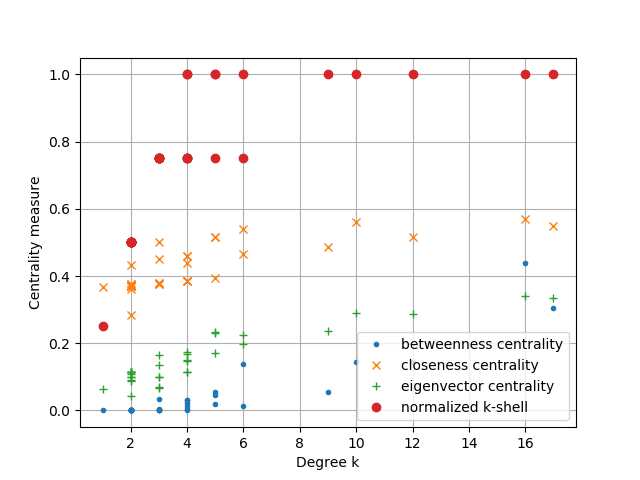 1.0
0.8
0.6
0.4
0.2
0.0
Centrality measure
betweenness centrality
closeness centrality
eigenvector centrality
normalized k-shell
2 4 6 8 10 12 14 16
Degree k